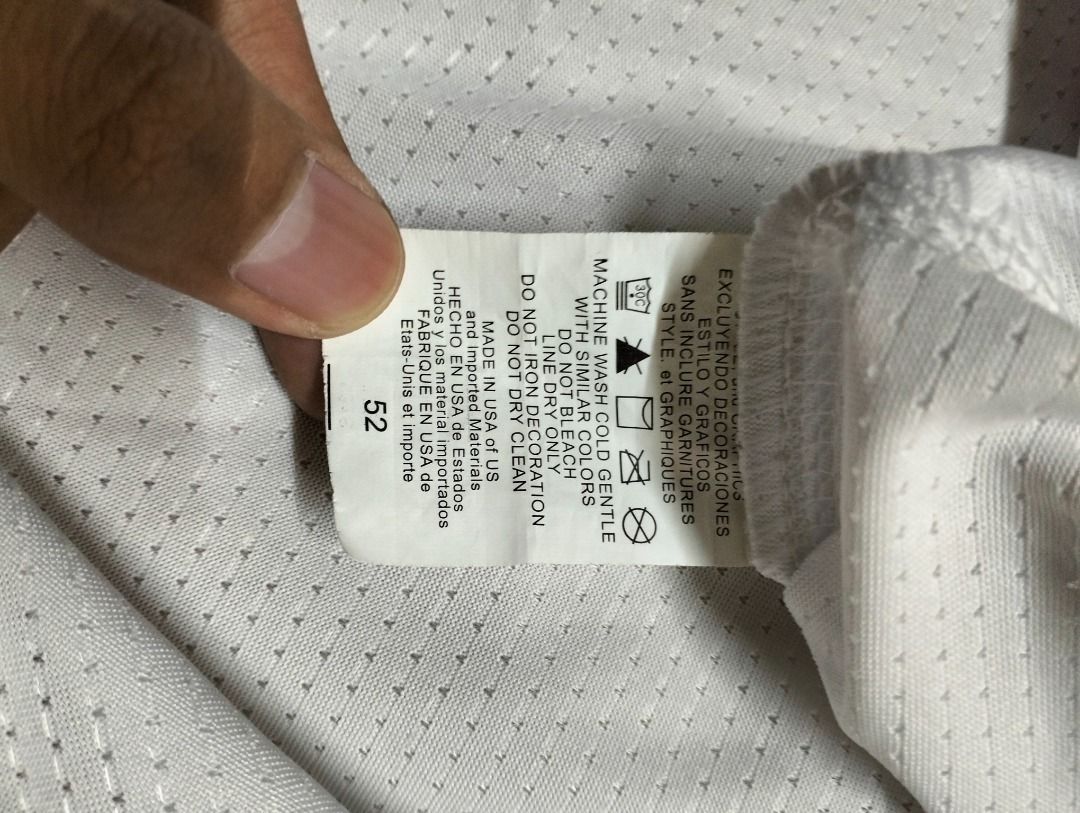 EXCLUYENDO DECORACIONES
ESTILO Y GRAFICOS
SANS INCLURE GARNITURES
STYLE. et GRAPHIQUES
30C
MACHINE WASH COLD GENTLE
WITH SIMILAR COLORS
DO NOT BLEACH
LINE DRY ONLY
DO NOT IRON DECORATION
DO NOT DRY CLEAN
MADE IN USA of US
and imported Materials
HECHO EN USA de Estados
Unidos y los material importados
FABRIQUE EN USA de
Etats-Unis et importe
52